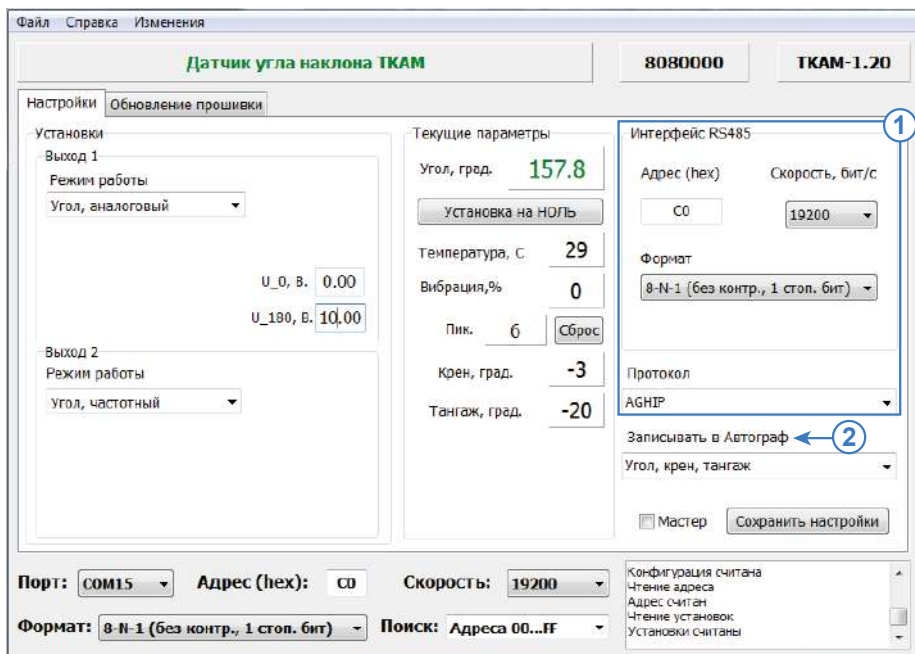 Файл Справка Изменения
Датчик угла наклона ТКАМ
8080000
ТКАМ-1.20
Настройки
Обновление прошивки
Установки
Выход 1
Режим работы
Угол, аналоговый
U_0, В. 0.00
U_180, В. 10.00
Выход 2
Режим работы
Угол, частотный
Текущие параметры
Угол, град. 157.8
Установка на НОЛЬ
Температура, С 29
Вибрация,% 0
Пик. 6 Сброс
Крен, град. -3
Тангаж, град. -20
1
Интерфейс RS485
Адрес (hex) Скорость, бит/с
C0 19200
Формат
8-N-1 (без контр., 1 стоп. бит)
Протокол
AGHIP
Записывать в Автограф 2
Угол, крен, тангаж
Мастер Сохранить настройки
Порт: COM15 Адрес (hex): C0 Скорость: 19200
Формат: 8-N-1 (без контр., 1 стоп. бит) Поиск: Адреса 00...FF
Конфигурация считана
Чтение адреса
Адрес считан
Чтение установок
Установки считаны